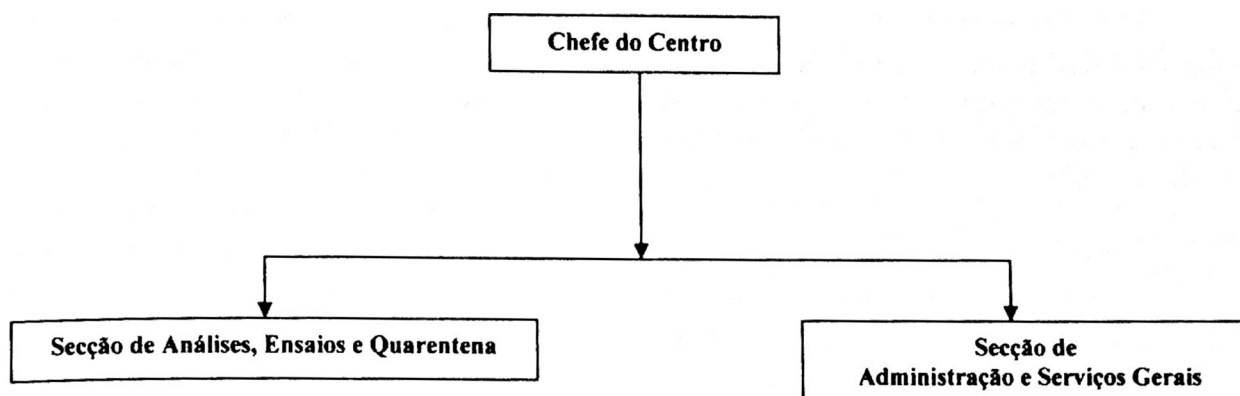 Chefe do Centro
Secção de Análises, Ensaios e Quarentena
Secção de
Administração e Serviços Gerais